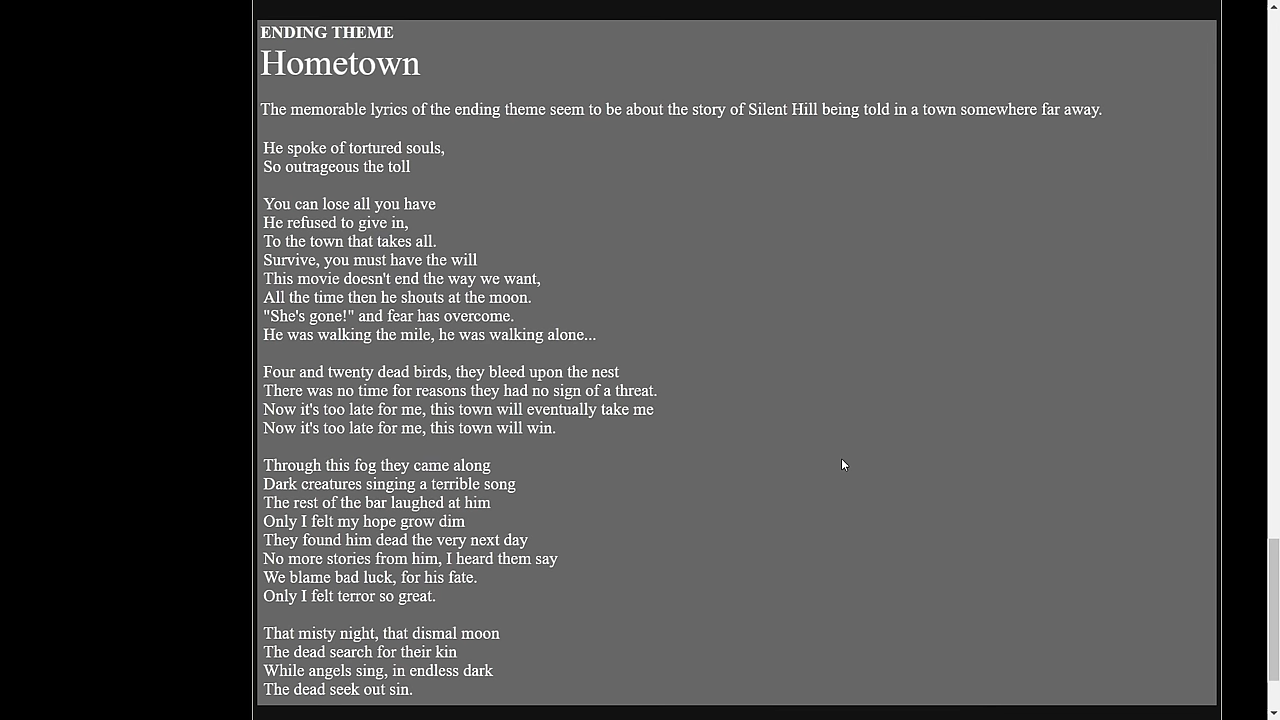 ENDING THEME
Hometown
The memorable lyrics of the ending theme seem to be about the story of Silent Hill being told in a town somewhere far away.
He spoke of tortured souls,
So outrageous the toll
You can lose all you have
He refused to give in,
To the town that takes all.
Survive, you must have the will
This movie doesn't end the way we want,
All the time then he shouts at the moon.
"She's gone!" and fear has overcome.
He was walking the mile, he was walking alone...
Four and twenty dead birds, they bleed upon the nest
There was no time for reasons they had no sign of a threat.
Now it's too late for me, this town will eventually take me
Now it's too late for me, this town will win.
Through this fog they came along
Dark creatures singing a terrible song
The rest of the bar laughed at him
Only I felt my hope grow dim
They found him dead the very next day
No more stories from him, I heard them say
We blame bad luck, for his fate.
Only I felt terror so great.
That misty night, that dismal moon
The dead search for their kin
While angels sing, in endless dark
The dead seek out sin.